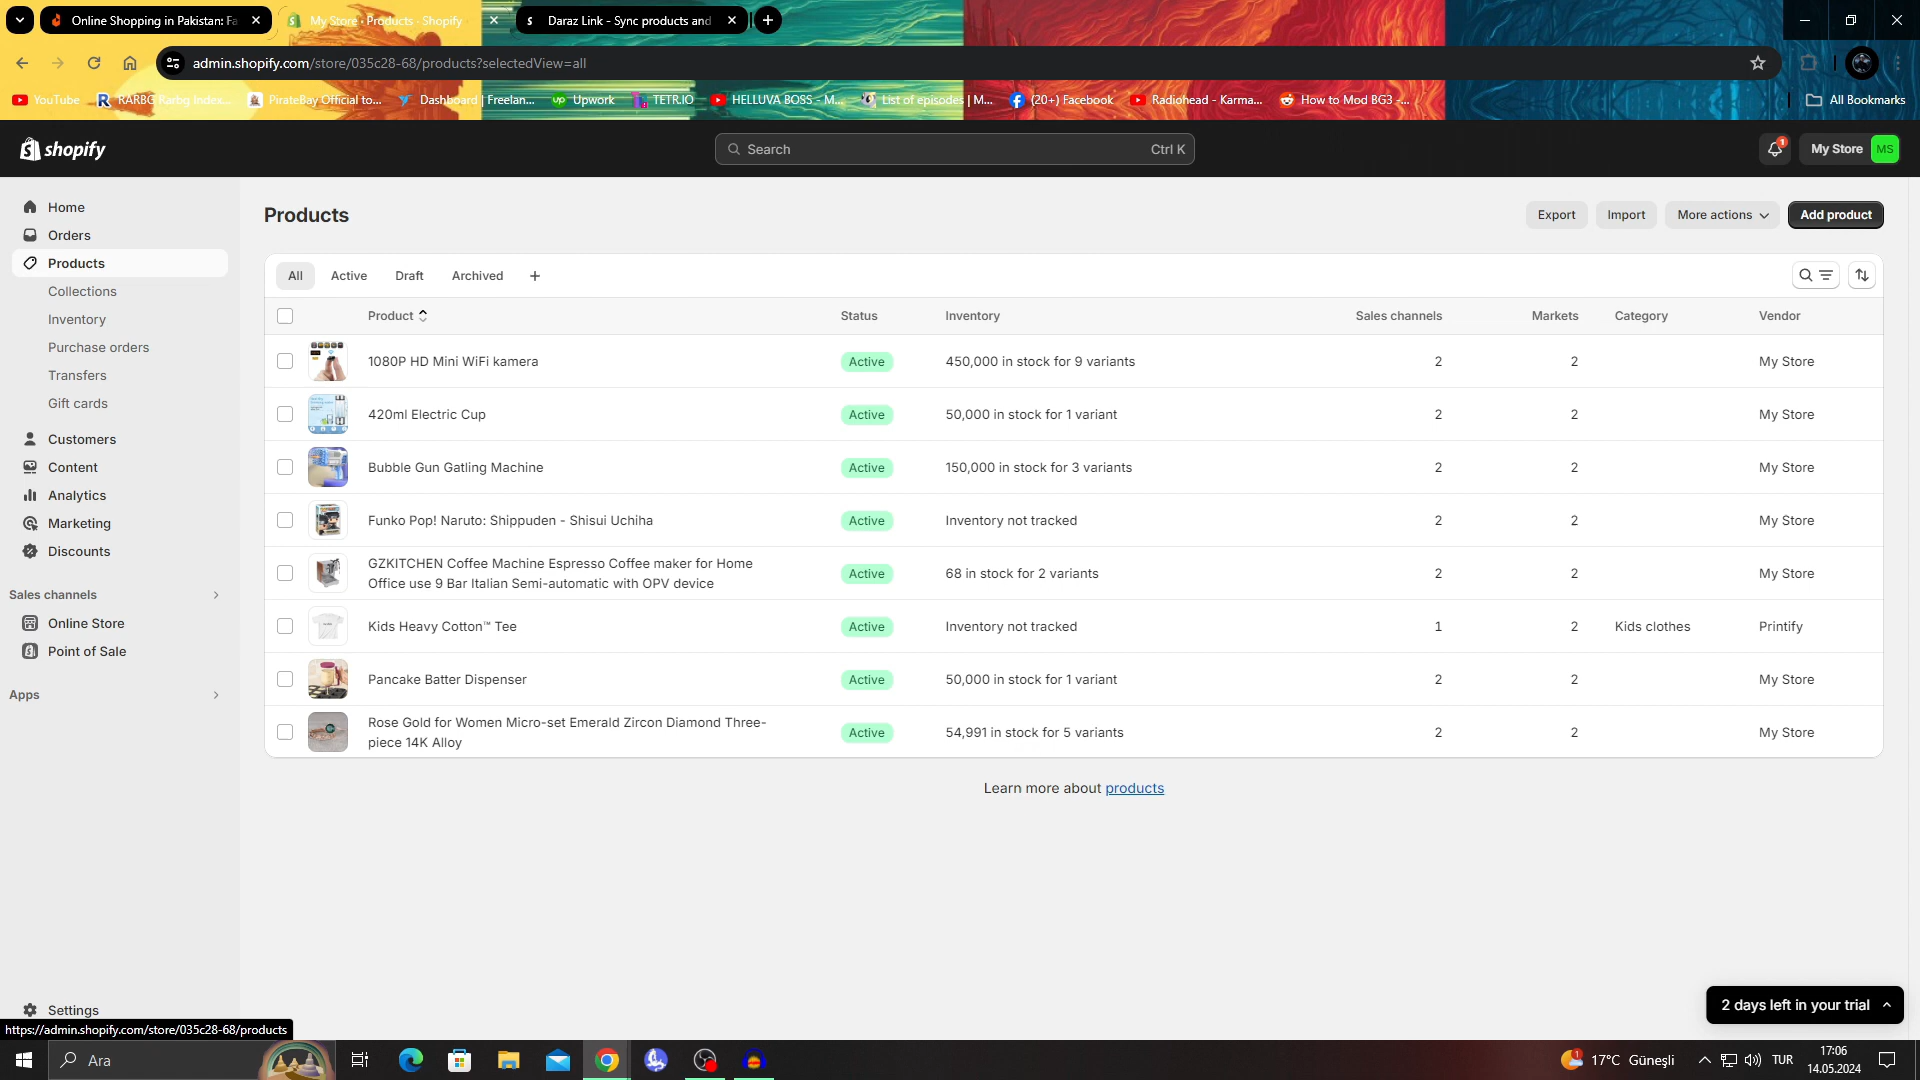 Online Shopping in Pakistan: Fa
My Store · Products · Shopify
Daraz Link - Sync products and
admin.shopify.com/store/035c28-68/products?selectedView=all
YouTube
RARBG Rarbg Index...
PirateBay Official to...
Dashboard | Freelan...
Upwork
TETR.IO
HELLUVA BOSS - M...
List of episodes | M...
(20+) Facebook
Radiohead - Karma...
How to Mod BG3 -...
All Bookmarks
shopify
Search
Ctrl K
1
My Store
MS
Home
Orders
Products
Collections
Inventory
Purchase orders
Transfers
Gift cards
Customers
Content
Analytics
Marketing
Discounts
Sales channels
Online Store
Point of Sale
Apps
Settings
Products
Export
Import
More actions
Add product
All
Active
Draft
Archived
Product
Status
Inventory
Sales channels
Markets
Category
Vendor
1080P HD Mini WiFi kamera
Active
450,000 in stock for 9 variants
2
2
My Store
420ml Electric Cup
Active
50,000 in stock for 1 variant
2
2
My Store
Bubble Gun Gatling Machine
Active
150,000 in stock for 3 variants
2
2
My Store
Funko Pop! Naruto: Shippuden - Shisui Uchiha
Active
Inventory not tracked
2
2
My Store
GZKITCHEN Coffee Machine Espresso Coffee maker for Home
Office use 9 Bar Italian Semi-automatic with OPV device
Active
68 in stock for 2 variants
2
2
My Store
Kids Heavy Cotton™ Tee
Active
Inventory not tracked
1
2
Kids clothes
Printify
Pancake Batter Dispenser
Active
50,000 in stock for 1 variant
2
2
My Store
Rose Gold for Women Micro-set Emerald Zircon Diamond Three-
piece 14K Alloy
Active
54,991 in stock for 5 variants
2
2
My Store
Learn more about products
2 days left in your trial
https://admin.shopify.com/store/035c28-68/products
Ara
1
17°C Güneşli
TUR
17:06
14.05.2024